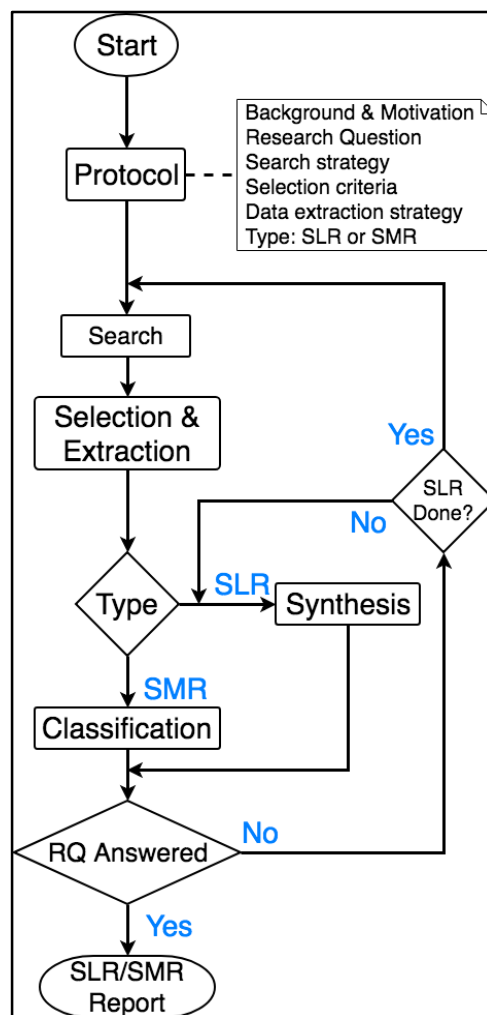 Start
Protocol
Background & Motivation
Research Question
Search strategy
Selection criteria
Data extraction strategy
Type: SLR or SMR
Search
Selection &
Extraction
Yes
SLR
Done?
No
Type
SLR
Synthesis
SMR
Classification
RQ Answered
No
Yes
SLR/SMR
Report